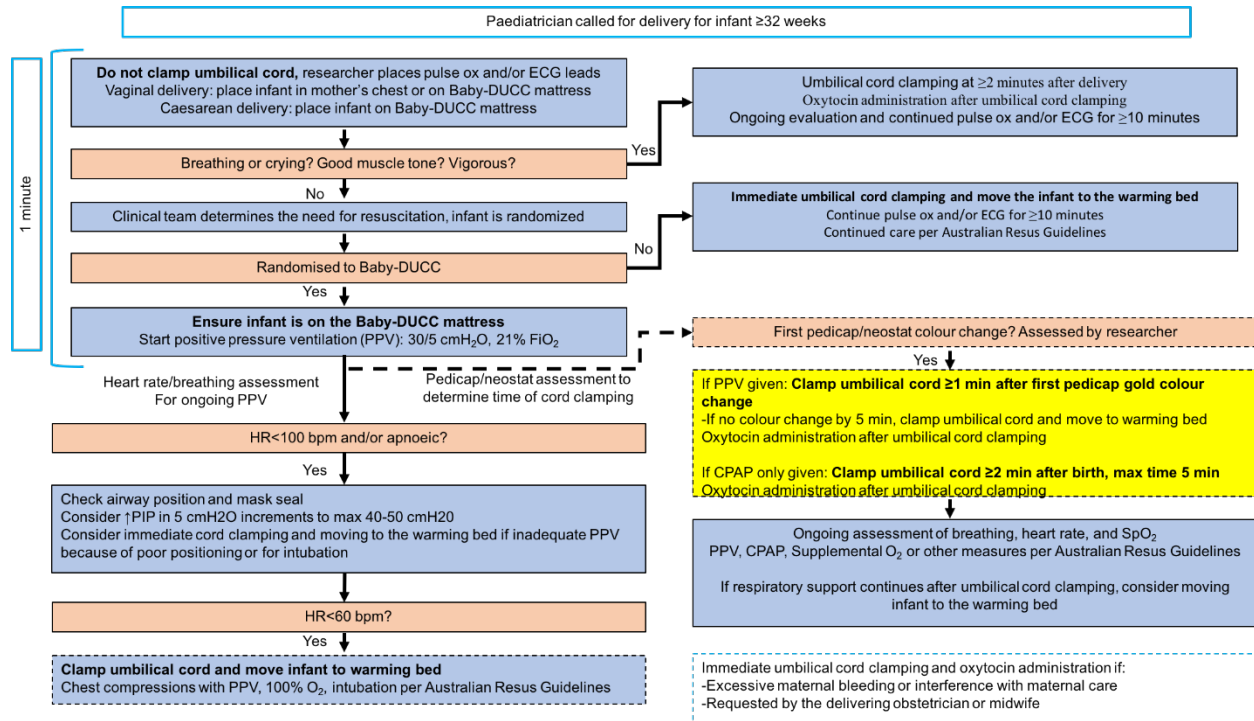 Paediatrician called for delivery for infant ≥32 weeks
1 minute
Do not clamp umbilical cord, researcher places pulse ox and/or ECG leads
Vaginal delivery: place infant in mother's chest or on Baby-DUCC mattress
Caesarean delivery: place infant on Baby-DUCC mattress
Breathing or crying? Good muscle tone? Vigorous?
Yes
Umbilical cord clamping at ≥2 minutes after delivery
Oxytocin administration after umbilical cord clamping
Ongoing evaluation and continued pulse ox and/or ECG for ≥10 minutes
No
Clinical team determines the need for resuscitation, infant is randomized
Randomised to Baby-DUCC
No
Immediate umbilical cord clamping and move the infant to the warming bed
Continue pulse ox and/or ECG for ≥10 minutes
Continued care per Australian Resus Guidelines
Yes
Ensure infant is on the Baby-DUCC mattress
Start positive pressure ventilation (PPV): 30/5 cmH₂O, 21% FiO₂
Heart rate/breathing assessment
For ongoing PPV
Pedicap/neostat assessment to
determine time of cord clamping
First pedicap/neostat colour change? Assessed by researcher
Yes
If PPV given: Clamp umbilical cord ≥1 min after first pedicap gold colour
change
-If no colour change by 5 min, clamp umbilical cord and move to warming bed
Oxytocin administration after umbilical cord clamping
If CPAP only given: Clamp umbilical cord ≥2 min after birth, max time 5 min
Oxytocin administration after umbilical cord clamping
HR<100 bpm and/or apnoeic?
Yes
Check airway position and mask seal
Consider ↑PIP in 5 cmH2O increments to max 40-50 cmH20
Consider immediate cord clamping and moving to the warming bed if inadequate PPV
because of poor positioning or for intubation
HR<60 bpm?
Yes
Clamp umbilical cord and move infant to warming bed
Chest compressions with PPV, 100% O₂, intubation per Australian Resus Guidelines
Ongoing assessment of breathing, heart rate, and SpO₂
PPV, CPAP, Supplemental O₂ or other measures per Australian Resus Guidelines
If respiratory support continues after umbilical cord clamping, consider moving
infant to the warming bed
Immediate umbilical cord clamping and oxytocin administration if:
-Excessive maternal bleeding or interference with maternal care
-Requested by the delivering obstetrician or midwife